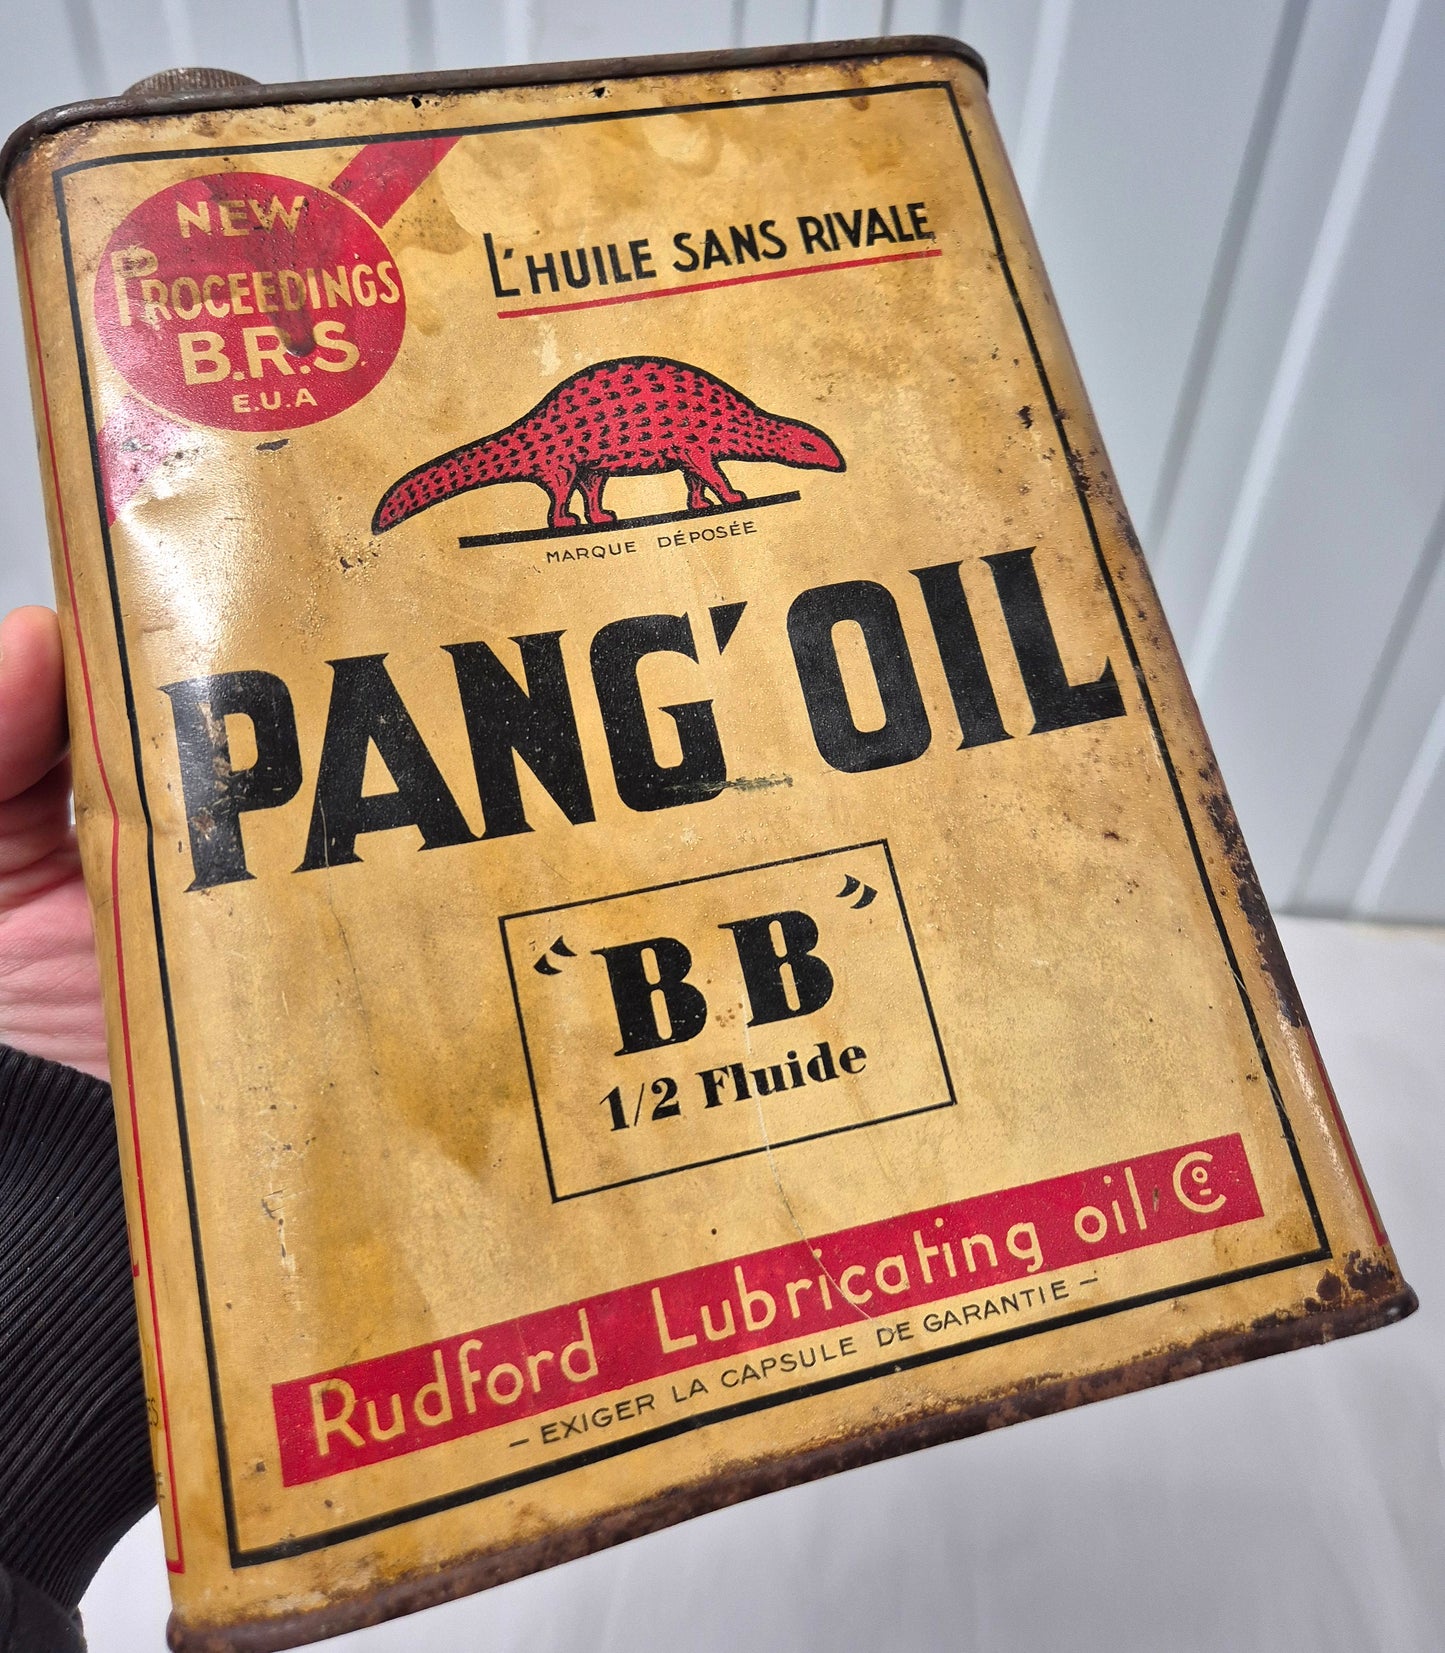 NEW
PROCEEDINGS
B.R.S.
E.U.A
L'HUILE SANS RIVALE
MARQUE DÉPOSÉE
PANG'OIL
"BB"
1/2 Fluide
Rudford Lubricating oil Co
- EXIGER LA CAPSULE DE GARANTIE -